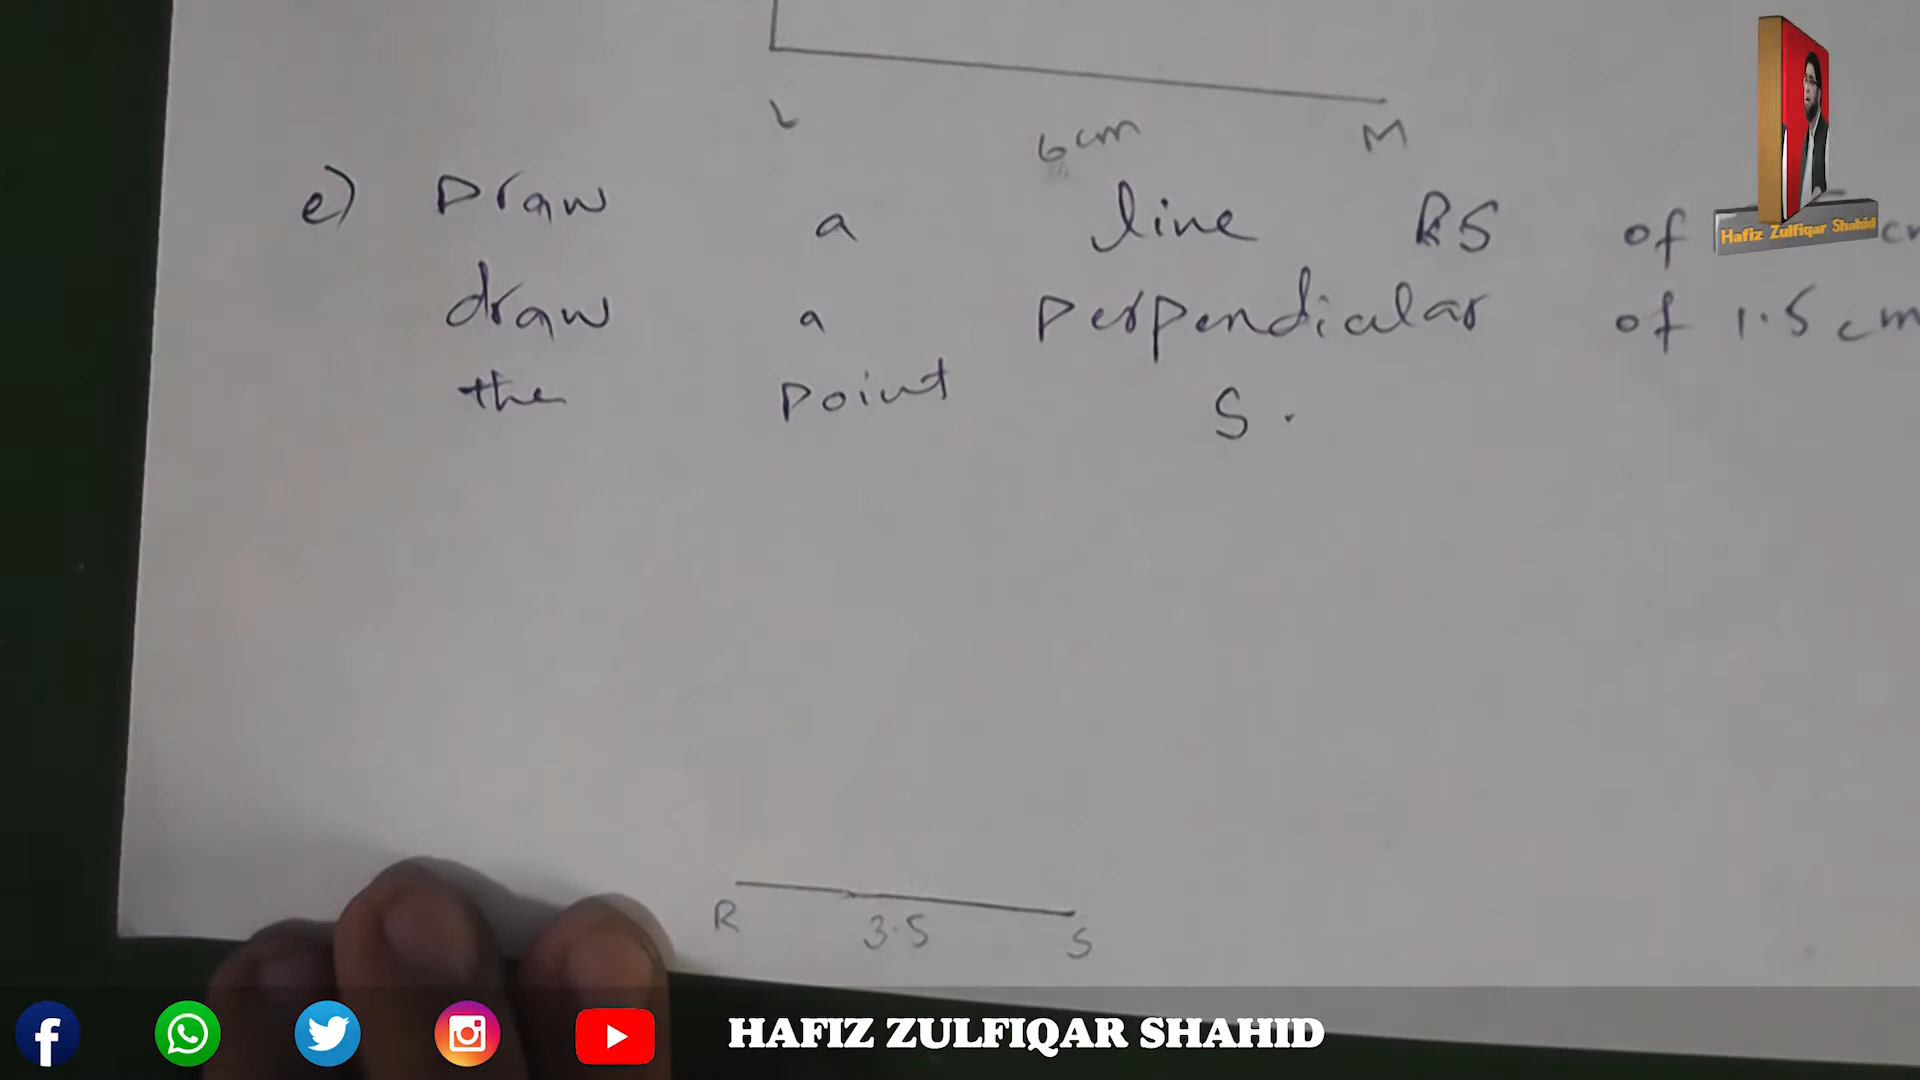 L 6cm M
e) Draw a line RS of
draw a perpendicular of 1.5 cm
the point S.
R 3.5 S
Hafiz Zulfiqar Shahid
HAFIZ ZULFIQAR SHAHID